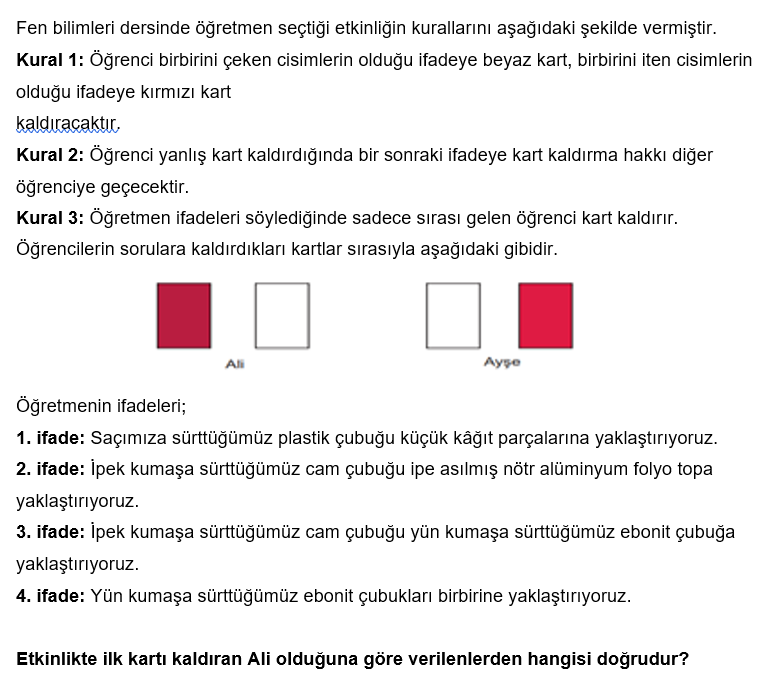 Fen bilimleri dersinde öğretmen seçtiği etkinliğin kurallarını aşağıdaki şekilde vermiştir.
Kural 1: Öğrenci birbirini çeken cisimlerin olduğu ifadeye beyaz kart, birbirini iten cisimlerin
olduğu ifadeye kırmızı kart
kaldıracaktır.
Kural 2: Öğrenci yanlış kart kaldırdığında bir sonraki ifadeye kart kaldırma hakkı diğer
öğrenciye geçecektir.
Kural 3: Öğretmen ifadeleri söylediğinde sadece sırası gelen öğrenci kart kaldırır.
Öğrencilerin sorulara kaldırdıkları kartlar sırasıyla aşağıdaki gibidir.
Ali
Ayşe
Öğretmenin ifadeleri;
1. ifade: Saçımıza sürttüğümüz plastik çubuğu küçük kâğıt parçalarına yaklaştırıyoruz.
2. ifade: İpek kumaşa sürttüğümüz cam çubuğu ipe asılmış nötr alüminyum folyo topa
yaklaştırıyoruz.
3. ifade: İpek kumaşa sürttüğümüz cam çubuğu yün kumaşa sürttüğümüz ebonit çubuğa
yaklaştırıyoruz.
4. ifade: Yün kumaşa sürttüğümüz ebonit çubukları birbirine yaklaştırıyoruz.
Etkinlikte ilk kartı kaldıran Ali olduğuna göre verilenlerden hangisi doğrudur?